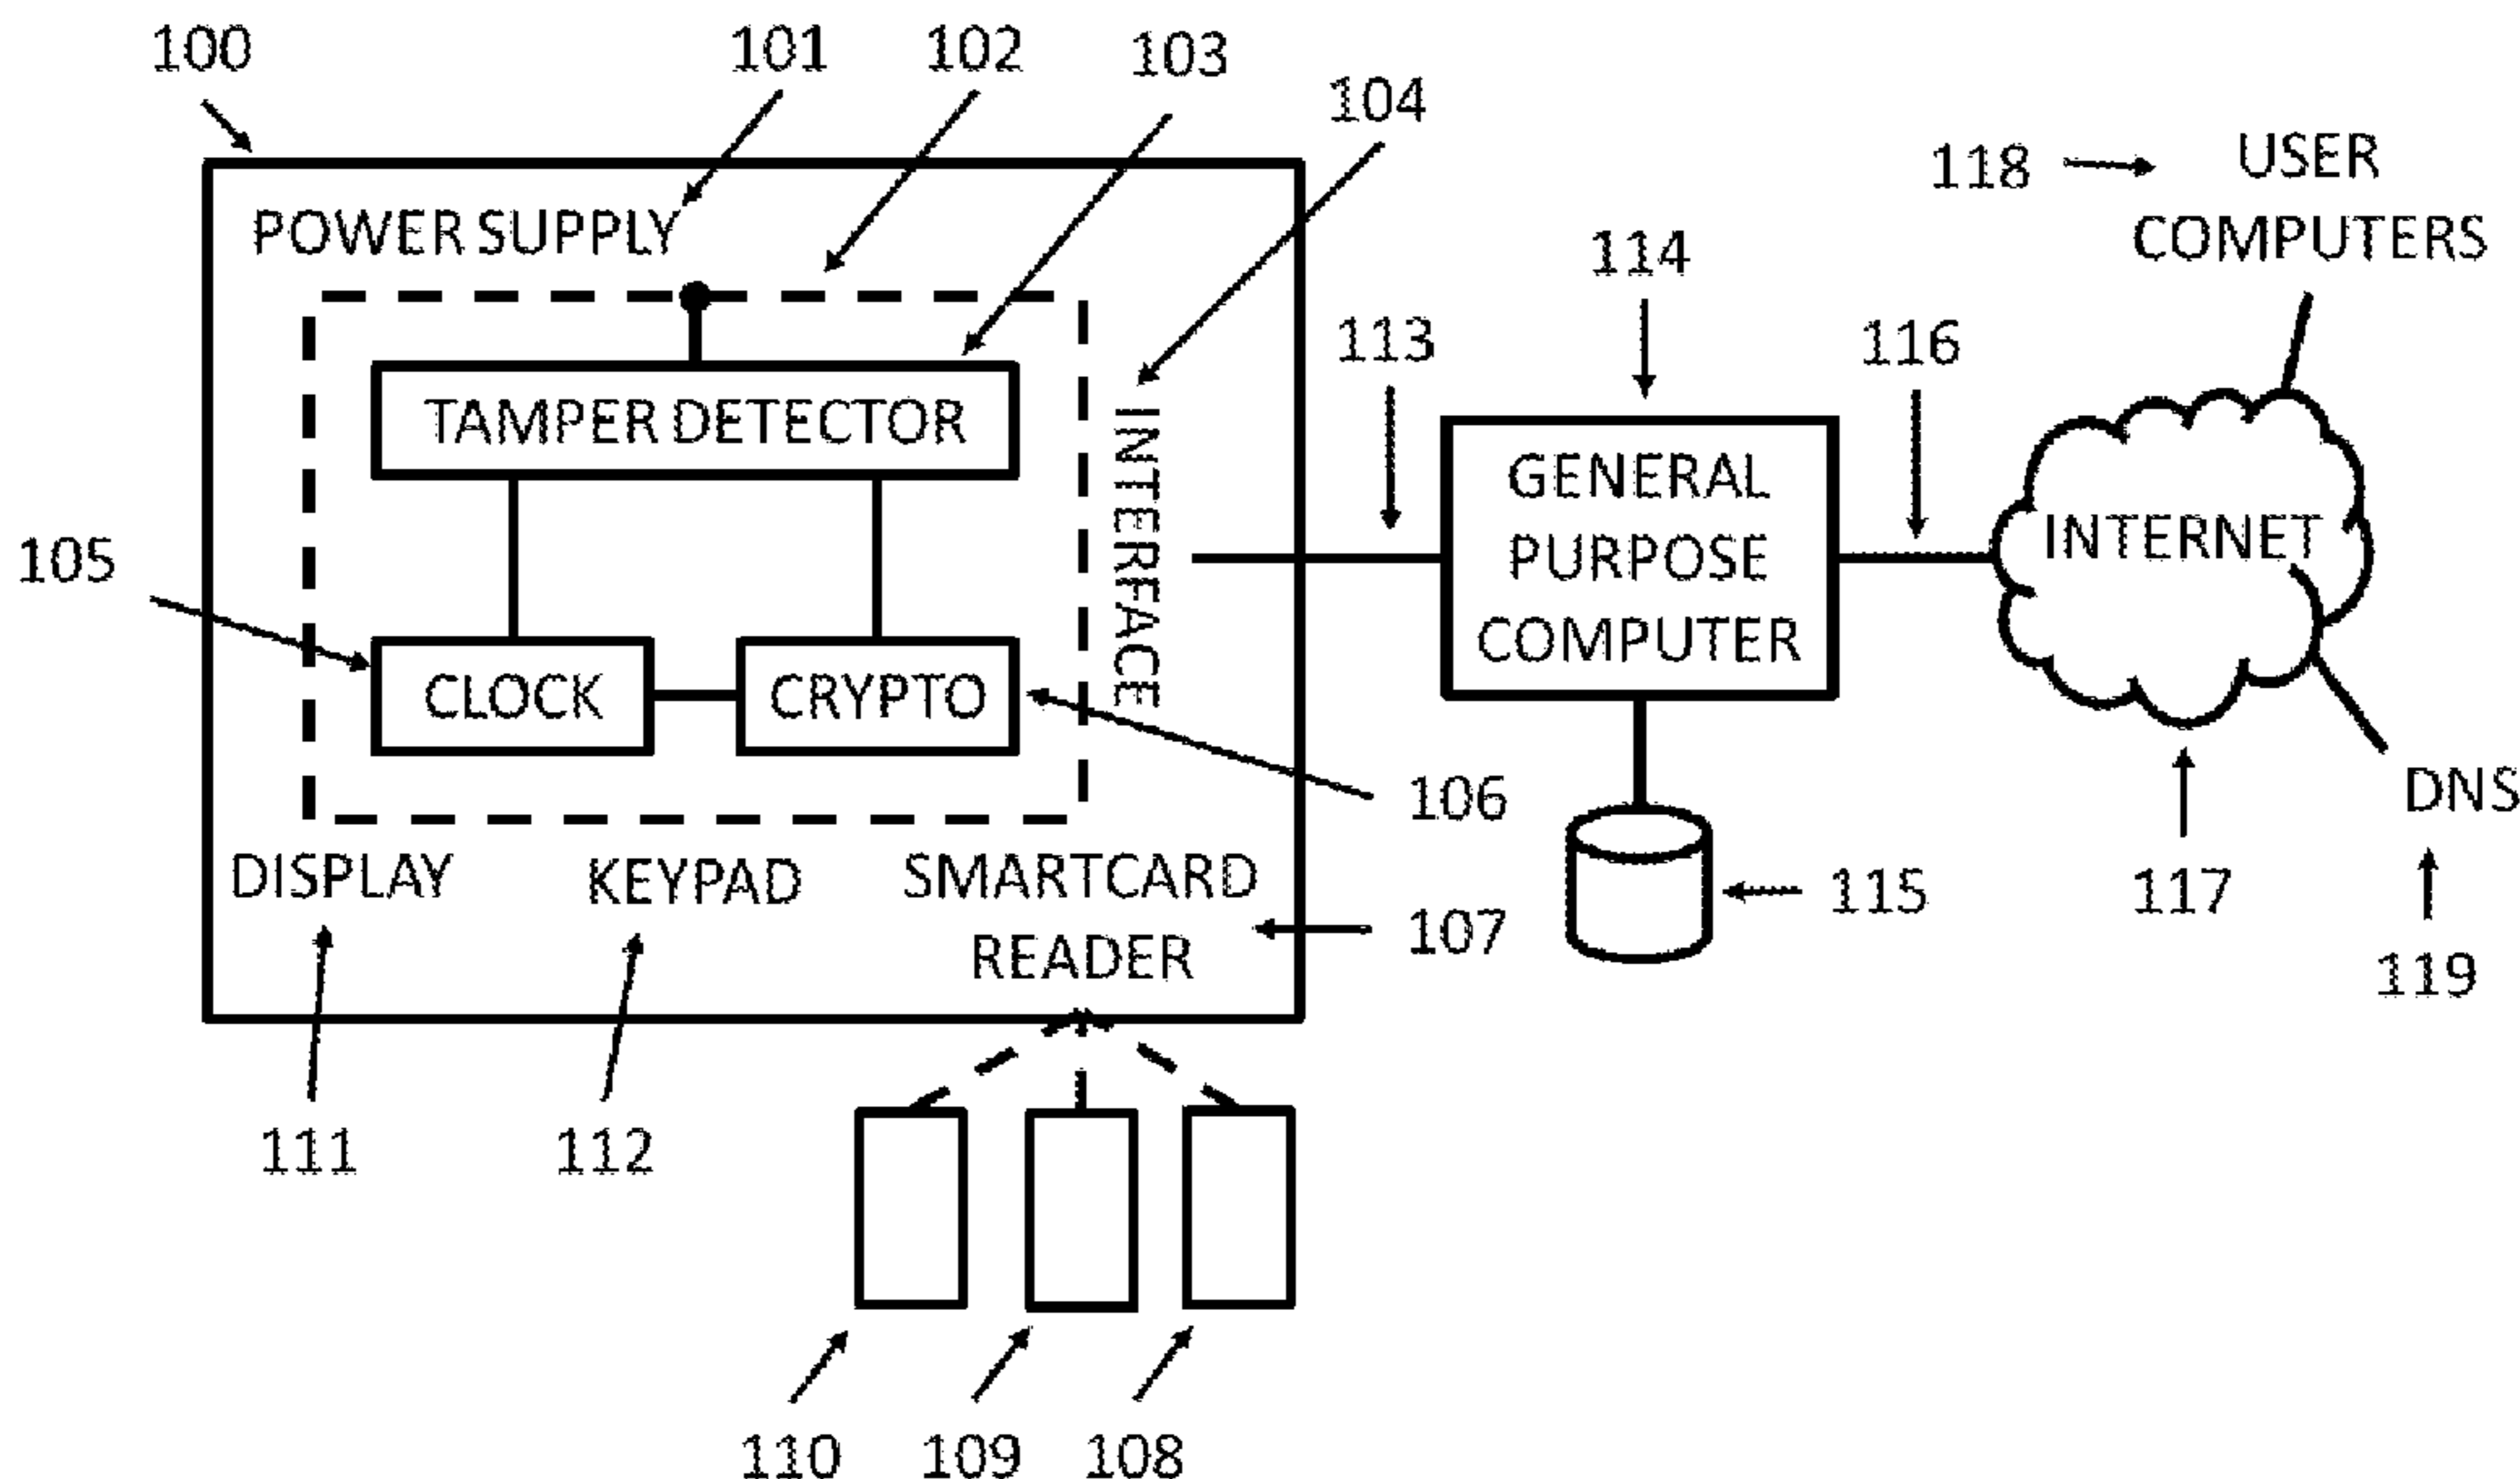 100
101
102
103
104
118
USER
COMPUTERS
POWER SUPPLY
114
113
116
TAMPER DETECTOR
INTERFACE
GENERAL
PURPOSE
COMPUTER
INTERNET
105
CLOCK
CRYPTO
106
DNS
DISPLAY
KEYPAD
SMARTCARD
READER
107
115
117
119
111
112
110
109
108